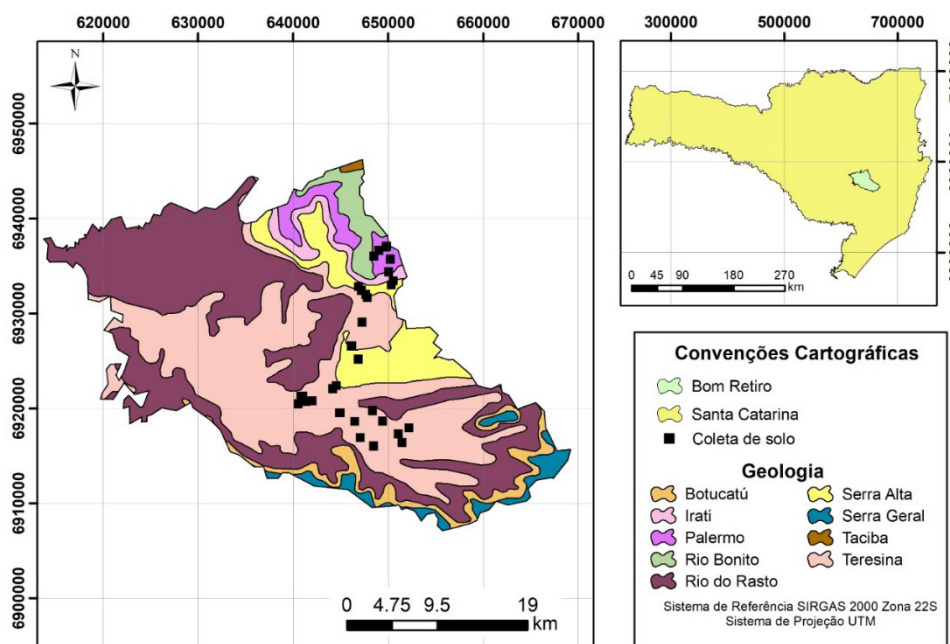 620000 630000 640000 650000 660000 670000
N
6950000
6940000
6930000
6920000
6910000
6900000
0 4.75 9.5 19
km
300000 500000 700000
0 45 90 180 270
km
Convenções Cartográficas
Bom Retiro
Santa Catarina
Coleta de solo
Geologia
Botucatú Serra Alta
Irati Serra Geral
Palermo Taciba
Rio Bonito Teresina
Rio do Rasto
Sistema de Referência SIRGAS 2000 Zona 22S
Sistema de Projeção UTM